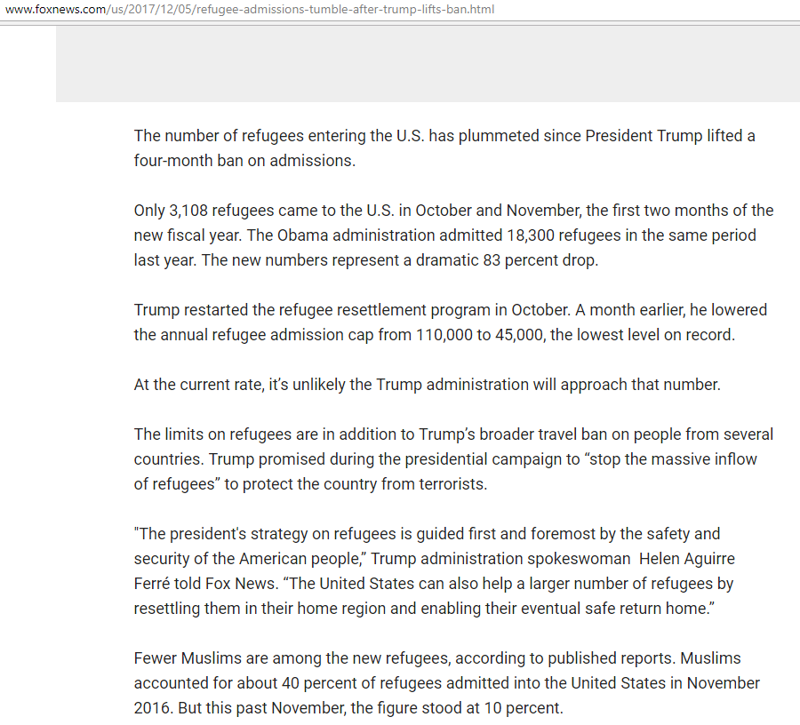 www.foxnews.com/us/2017/12/05/refugee-admissions-tumble-after-trump-lifts-ban.html
The number of refugees entering the U.S. has plummeted since President Trump lifted a
four-month ban on admissions.
Only 3,108 refugees came to the U.S. in October and November, the first two months of the
new fiscal year. The Obama administration admitted 18,300 refugees in the same period
last year. The new numbers represent a dramatic 83 percent drop.
Trump restarted the refugee resettlement program in October. A month earlier, he lowered
the annual refugee admission cap from 110,000 to 45,000, the lowest level on record.
At the current rate, it’s unlikely the Trump administration will approach that number.
The limits on refugees are in addition to Trump’s broader travel ban on people from several
countries. Trump promised during the presidential campaign to “stop the massive inflow
of refugees” to protect the country from terrorists.
"The president's strategy on refugees is guided first and foremost by the safety and
security of the American people,” Trump administration spokeswoman  Helen Aguirre
Ferré told Fox News. “The United States can also help a larger number of refugees by
resettling them in their home region and enabling their eventual safe return home.”
Fewer Muslims are among the new refugees, according to published reports. Muslims
accounted for about 40 percent of refugees admitted into the United States in November
2016. But this past November, the figure stood at 10 percent.